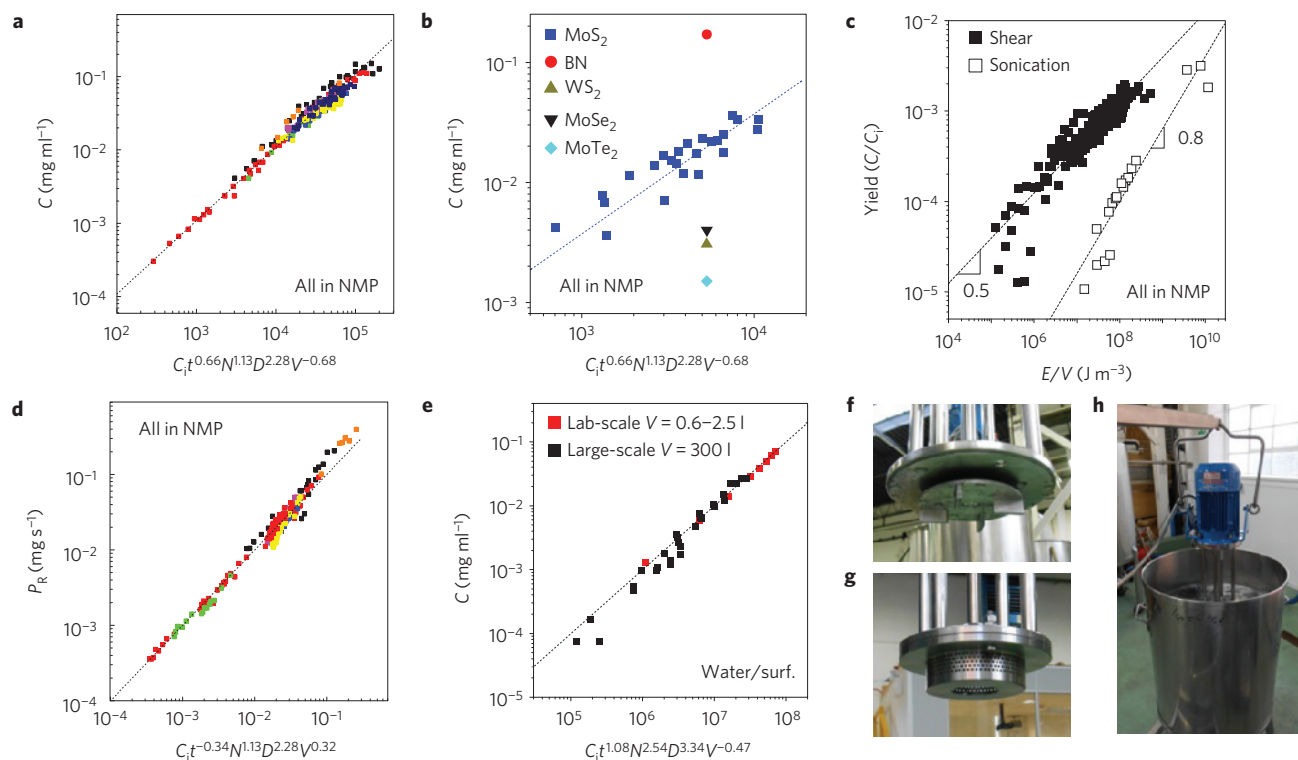 a
C (mg ml⁻¹)
10⁻¹
10⁻²
10⁻³
10⁻⁴
10² 10³ 10⁴ 10⁵
Cᵢt^0.66N^1.13D^2.28V^−0.68
b
MoS₂
BN
WS₂
MoSe₂
MoTe₂
All in NMP
C (mg ml⁻¹)
10⁻¹
10⁻²
10⁻³
10³ 10⁴
Cᵢt^0.66N^1.13D^2.28V^−0.68
c
Shear
Sonication
0.8
0.5
All in NMP
Yield (C/Cᵢ)
10⁻²
10⁻³
10⁻⁴
10⁻⁵
10⁴ 10⁶ 10⁸ 10¹⁰
E/V (J m⁻³)
All in NMP
d
All in NMP
P_R (mg s⁻¹)
10⁻¹
10⁻²
10⁻³
10⁻⁴
10⁻⁴ 10⁻³ 10⁻² 10⁻¹
Cᵢt^−0.34N^1.13D^2.28V^0.32
e
Lab-scale V = 0.6–2.5 l
Large-scale V = 300 l
Water/surf.
C (mg ml⁻¹)
10⁻¹
10⁻²
10⁻³
10⁻⁴
10⁻⁵
10⁵ 10⁶ 10⁷ 10⁸
Cᵢt^1.08N^2.54D^3.34V^−0.47
f
g
h